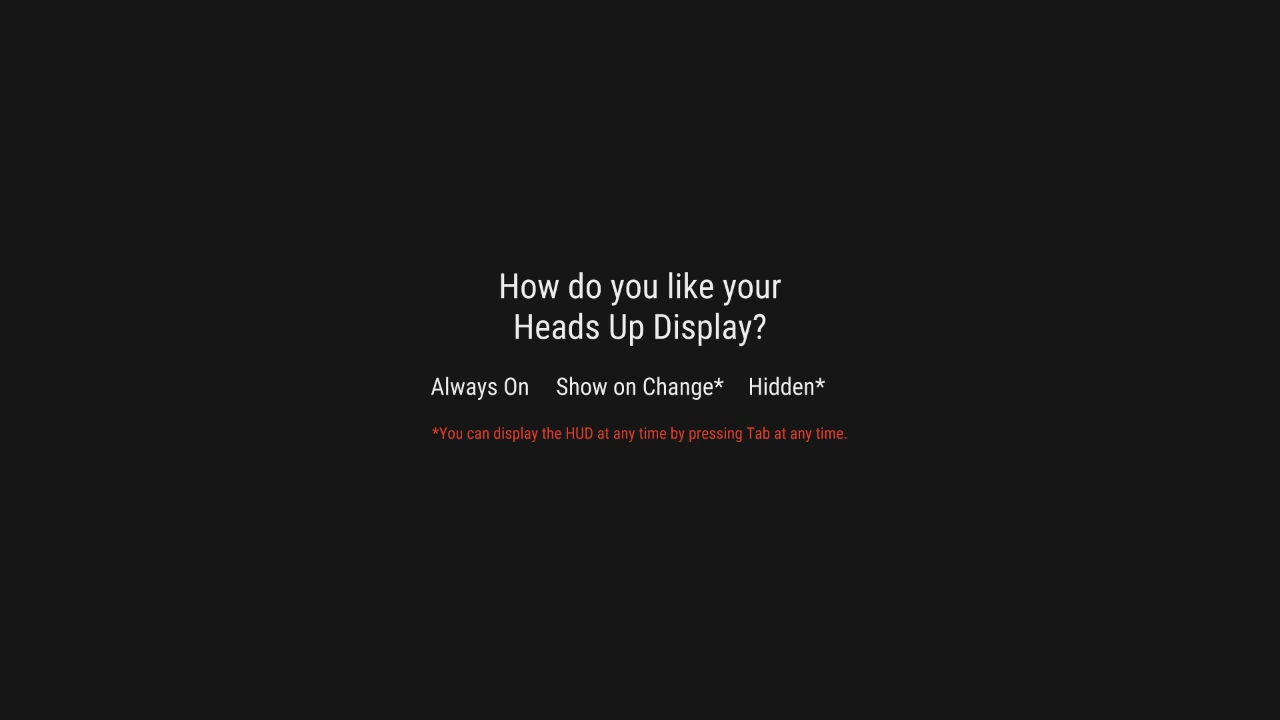 How do you like your
Heads Up Display?
Always On Show on Change* Hidden*
*You can display the HUD at any time by pressing Tab at any time.